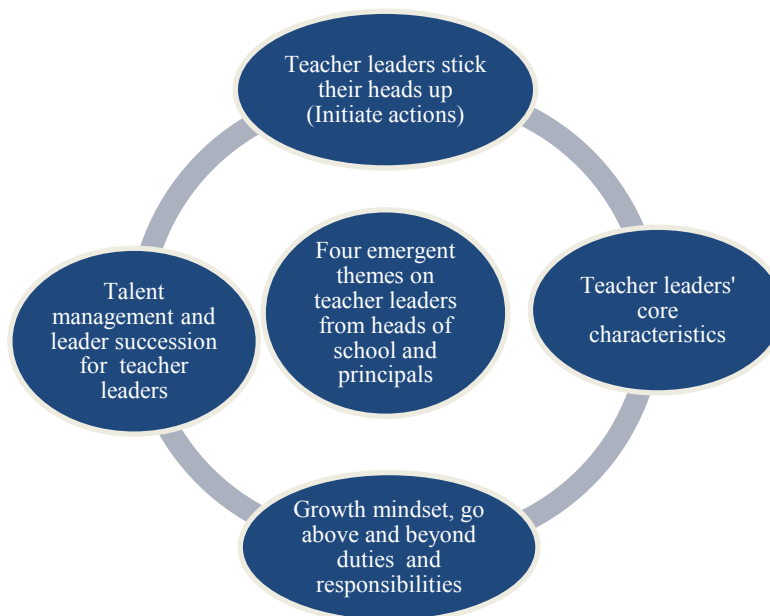 Teacher leaders stick
their heads up
(Initiate actions)
Four emergent
themes on
teacher leaders
from heads of
school and
principals
Teacher leaders'
core
characteristics
Talent
management and
leader succession
for teacher
leaders
Growth mindset, go
above and beyond
duties and
responsibilities